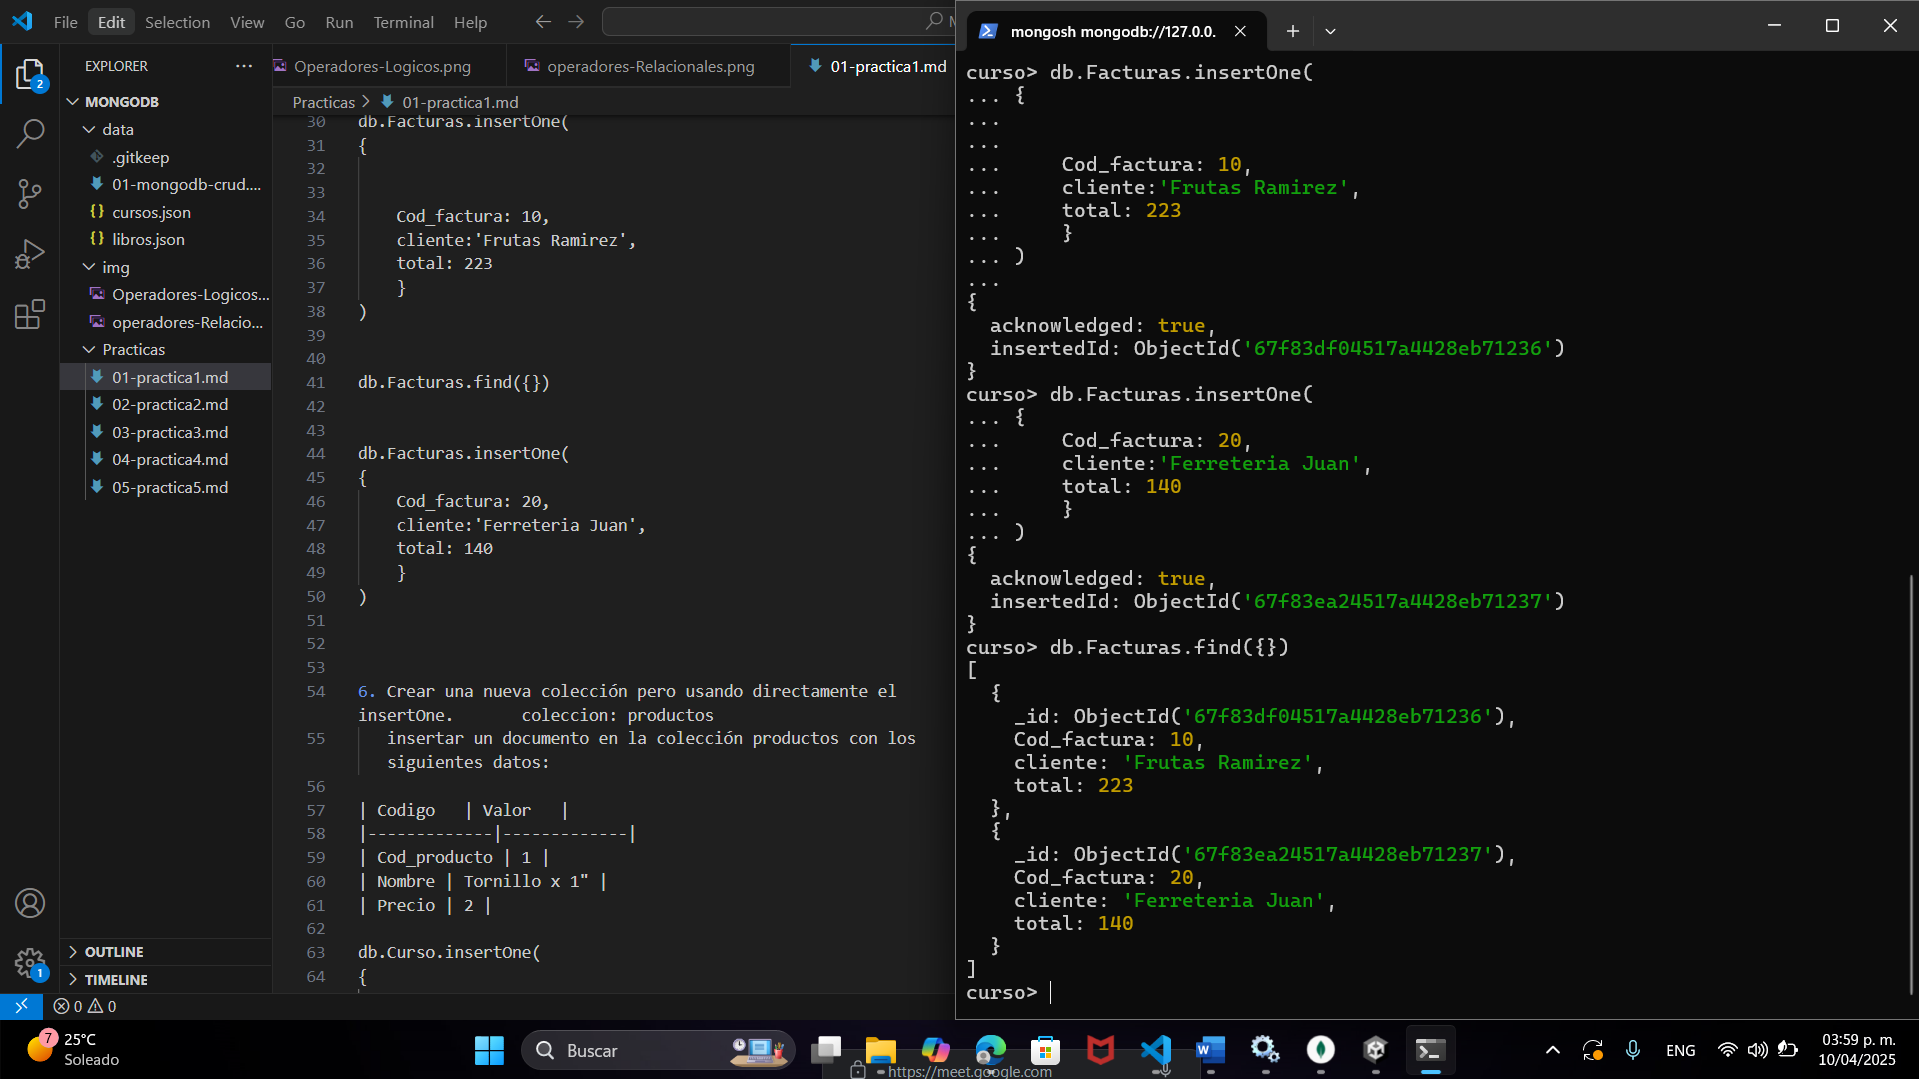 File Edit Selection View Go Run Terminal Help
EXPLORER
MONGODB
data
.gitkeep
01-mongodb-crud....
cursos.json
libros.json
img
Operadores-Logicos...
operadores-Relacio...
Practicas
01-practica1.md
02-practica2.md
03-practica3.md
04-practica4.md
05-practica5.md
OUTLINE
TIMELINE
2
1
0 0
Operadores-Logicos.png operadores-Relacionales.png 01-practica1.md
Practicas > 01-practica1.md
30 db.Facturas.insertOne(
31 {
32
33
34 Cod_factura: 10,
35 cliente:'Frutas Ramirez',
36 total: 223
37 }
38 )
39
40
41 db.Facturas.find({})
42
43
44 db.Facturas.insertOne(
45 {
46 Cod_factura: 20,
47 cliente:'Ferreteria Juan',
48 total: 140
49 }
50 )
51
52
53
54 6. Crear una nueva colección pero usando directamente el
insertOne. coleccion: productos
55 insertar un documento en la colección productos con los
siguientes datos:
56
57 | Codigo | Valor |
58 |-------------|-------------|
59 | Cod_producto | 1 |
60 | Nombre | Tornillo x 1" |
61 | Precio | 2 |
62
63 db.Curso.insertOne(
64 {
mongosh mongodb://127.0.0.
curso> db.Facturas.insertOne(
... {
...
...
... Cod_factura: 10,
... cliente:'Frutas Ramirez',
... total: 223
... }
... )
...
{
acknowledged: true,
insertedId: ObjectId('67f83df04517a4428eb71236')
}
curso> db.Facturas.insertOne(
... {
... Cod_factura: 20,
... cliente:'Ferreteria Juan',
... total: 140
... }
... )
{
acknowledged: true,
insertedId: ObjectId('67f83ea24517a4428eb71237')
}
curso> db.Facturas.find({})
[
{
_id: ObjectId('67f83df04517a4428eb71236'),
Cod_factura: 10,
cliente: 'Frutas Ramirez',
total: 223
},
{
_id: ObjectId('67f83ea24517a4428eb71237'),
Cod_factura: 20,
cliente: 'Ferreteria Juan',
total: 140
}
]
curso>
7
25°C
Soleado
Buscar
https://meet.google.com
ENG
03:59 p. m.
10/04/2025